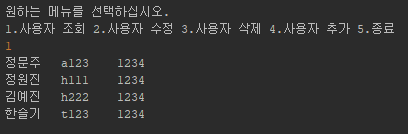 원하는 메뉴를 선택하십시오.
1.사용자 조회 2.사용자 수정 3.사용자 삭제 4.사용자 추가 5.종료
1
정문주 a123 1234
정원진 h111 1234
김예진 h222 1234
한슬기 t123 1234